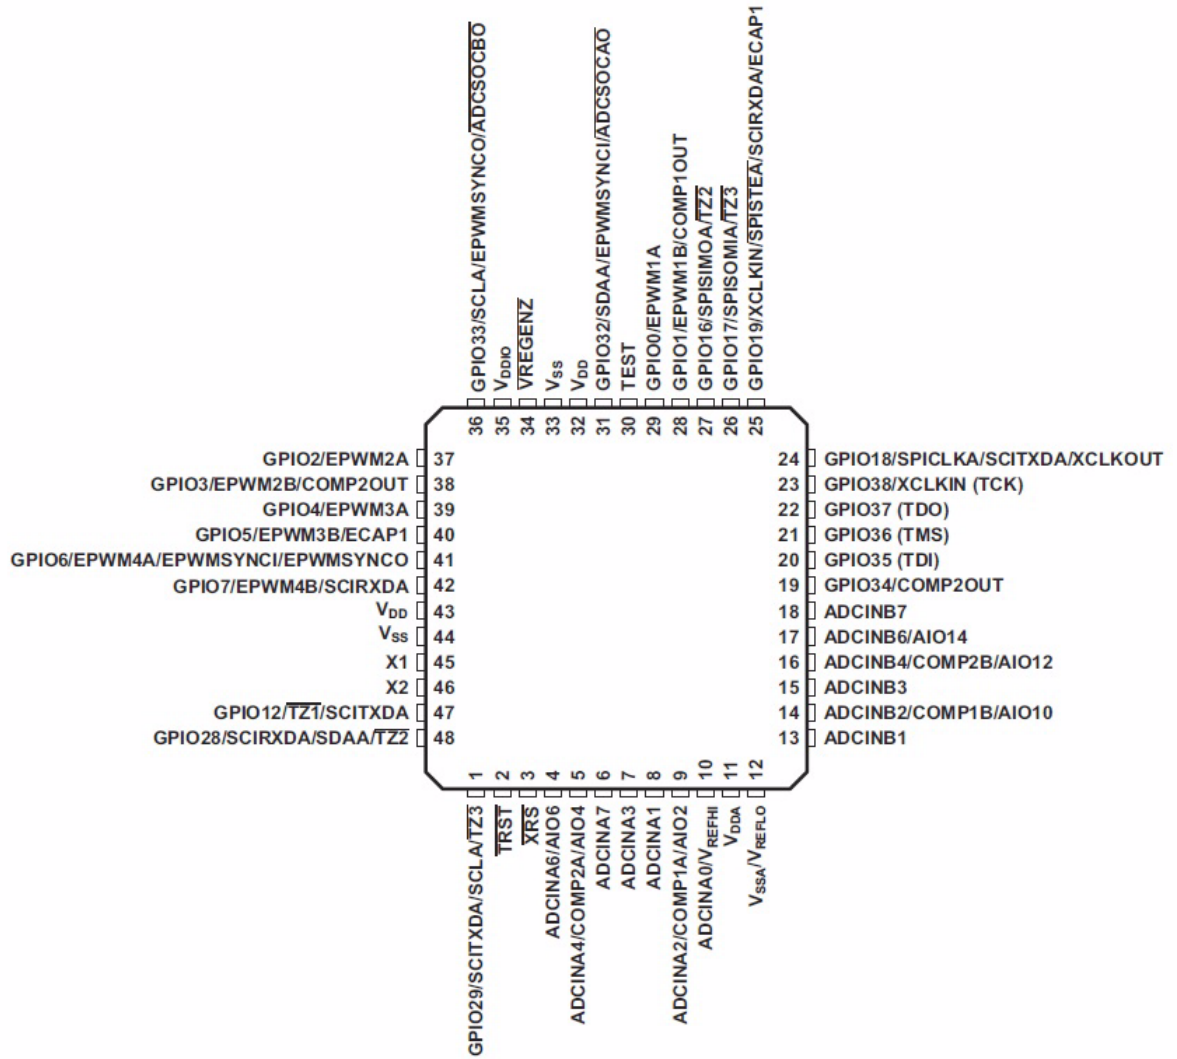 GPIO33/SCLA/EPWMSYNCO/ADCSOCBO
VDDIO
VREGENZ
VSS
VDD
GPIO32/SDAA/EPWMSYNCI/ADCSOCAO
TEST
GPIO0/EPWM1A
GPIO1/EPWM1B/COMP1OUT
GPIO16/SPISIMOA/TZ2
GPIO17/SPISOMIA/TZ3
GPIO19/XCLKIN/SPISTEA/SCIRXDA/ECAP1
36 35 34 33 32 31 30 29 28 27 26 25
GPIO2/EPWM2A 37
GPIO3/EPWM2B/COMP2OUT 38
GPIO4/EPWM3A 39
GPIO5/EPWM3B/ECAP1 40
GPIO6/EPWM4A/EPWMSYNCI/EPWMSYNCO 41
GPIO7/EPWM4B/SCIRXDA 42
VDD 43
VSS 44
X1 45
X2 46
GPIO12/TZ1/SCITXDA 47
GPIO28/SCIRXDA/SDAA/TZ2 48
24 GPIO18/SPICLKA/SCITXDA/XCLKOUT
23 GPIO38/XCLKIN (TCK)
22 GPIO37 (TDO)
21 GPIO36 (TMS)
20 GPIO35 (TDI)
19 GPIO34/COMP2OUT
18 ADCINB7
17 ADCINB6/AIO14
16 ADCINB4/COMP2B/AIO12
15 ADCINB3
14 ADCINB2/COMP1B/AIO10
13 ADCINB1
1 2 3 4 5 6 7 8 9 10 11 12
GPIO29/SCITXDA/SCLA/TZ3
TRST
XRS
ADCINA6/AIO6
ADCINA4/COMP2A/AIO4
ADCINA7
ADCINA3
ADCINA1
ADCINA2/COMP1A/AIO2
ADCINA0/VREFHI
VDDA
VSSA/VREFLO